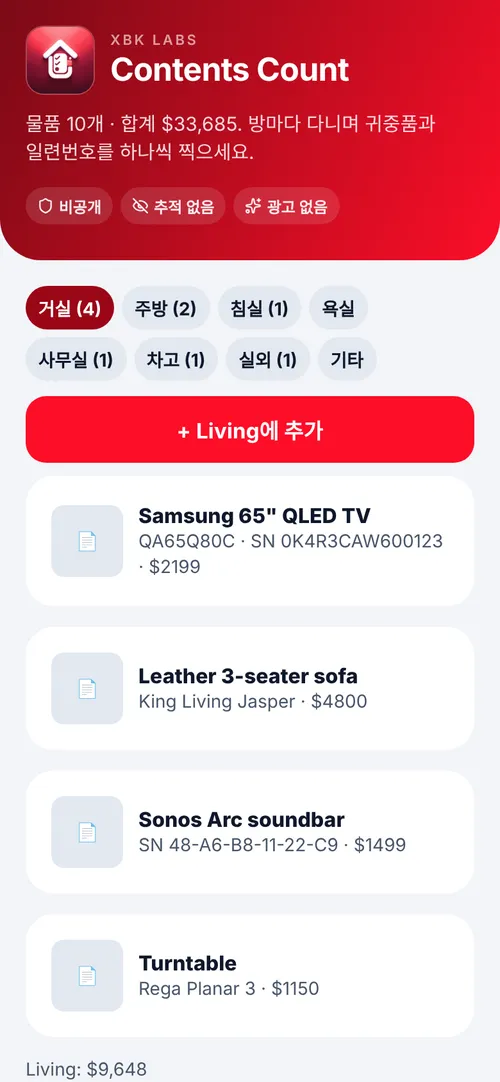 XBK LABS
Contents Count
물품 10개 · 합계 $33,685. 방마다 다니며 귀중품과
일련번호를 하나씩 찍으세요.
비공개
추적 없음
광고 없음
거실 (4)
주방 (2)
침실 (1)
욕실
사무실 (1)
차고 (1)
실외 (1)
기타
+ Living에 추가
Samsung 65" QLED TV
QA65Q80C · SN 0K4R3CAW600123
· $2199
Leather 3-seater sofa
King Living Jasper · $4800
Sonos Arc soundbar
SN 48-A6-B8-11-22-C9 · $1499
Turntable
Rega Planar 3 · $1150
Living: $9,648